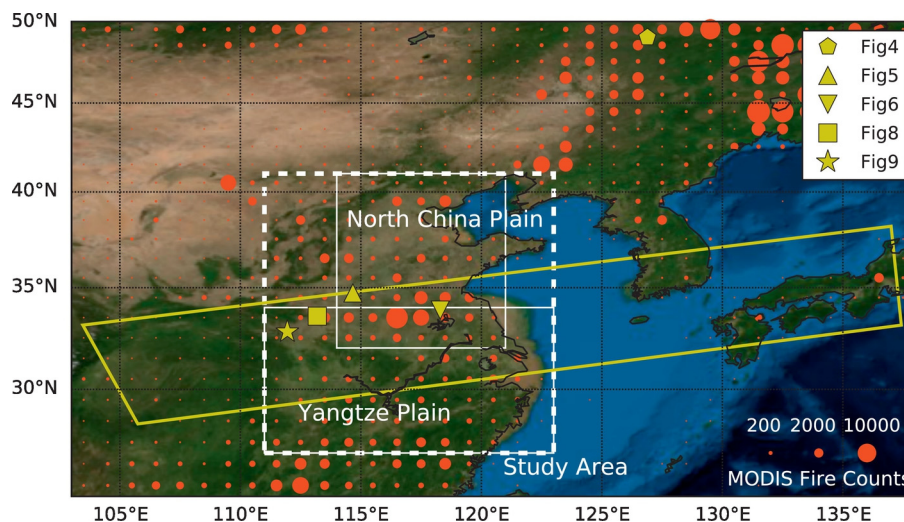 50°N
45°N
40°N
35°N
30°N
105°E 110°E 115°E 120°E 125°E 130°E 135°E
Fig4
Fig5
Fig6
Fig8
Fig9
North China Plain
Yangtze Plain
Study Area
200 2000 10000
MODIS Fire Counts